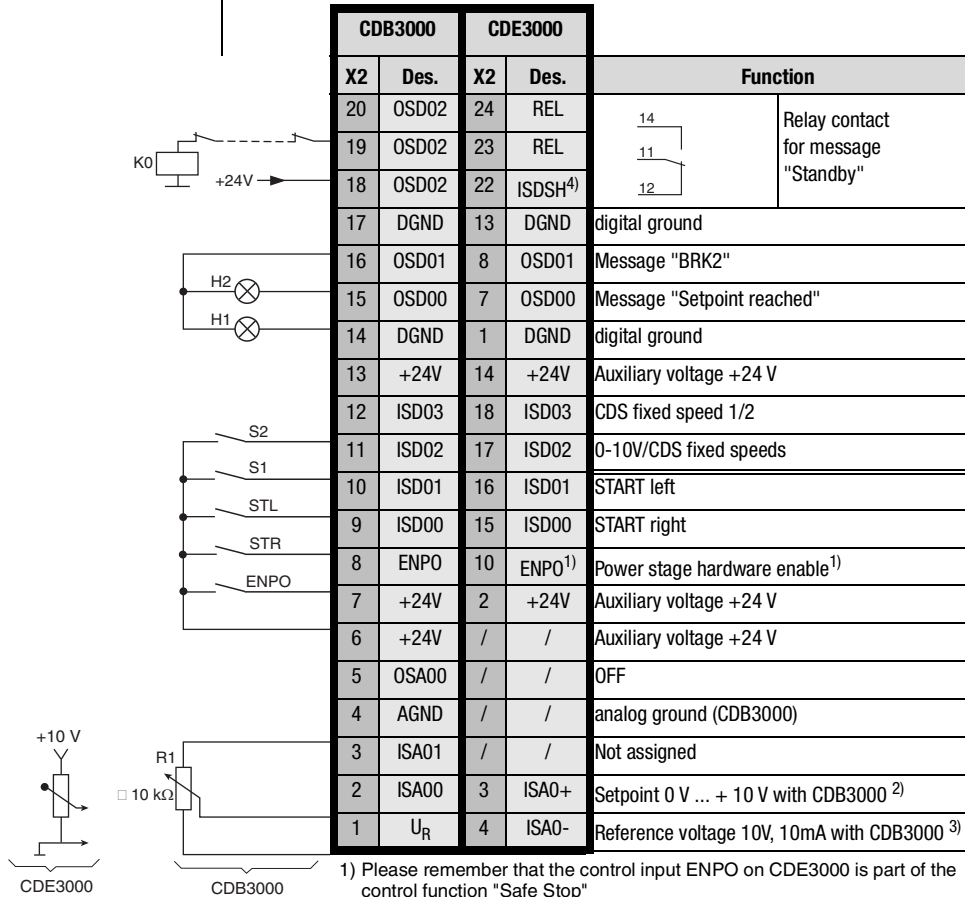 CDB3000 CDE3000
X2 Des. X2 Des. Function
20 OSD02 24 REL
19 OSD02 23 REL
18 OSD02 22 ISDSH4)
14
11
12
Relay contact
for message
"Standby"
K0
+24V
17 DGND 13 DGND digital ground
16 OSD01 8 OSD01 Message "BRK2"
H2
15 OSD00 7 OSD00 Message "Setpoint reached"
H1
14 DGND 1 DGND digital ground
13 +24V 14 +24V Auxiliary voltage +24 V
12 ISD03 18 ISD03 CDS fixed speed 1/2
S2
11 ISD02 17 ISD02 0-10V/CDS fixed speeds
S1
10 ISD01 16 ISD01 START left
STL
9 ISD00 15 ISD00 START right
STR
8 ENPO 10 ENPO1) Power stage hardware enable1)
ENPO
7 +24V 2 +24V Auxiliary voltage +24 V
6 +24V / / Auxiliary voltage +24 V
5 OSA00 / / OFF
4 AGND / / analog ground (CDB3000)
+10 V
R1
3 ISA01 / / Not assigned
10 kΩ
2 ISA00 3 ISA0+ Setpoint 0 V ... + 10 V with CDB3000 2)
1 UR 4 ISA0- Reference voltage 10V, 10mA with CDB3000 3)
CDE3000 CDB3000
1) Please remember that the control input ENPO on CDE3000 is part of the
control function "Safe Stop"